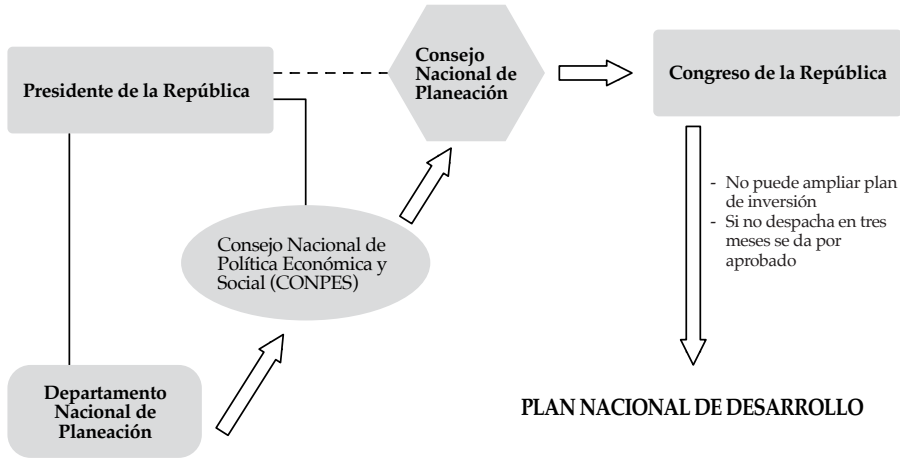 Presidente de la República
Consejo
Nacional de
Planeación
Congreso de la República
- No puede ampliar plan
de inversión
- Si no despacha en tres
meses se da por
aprobado
Consejo Nacional de
Política Económica y
Social (CONPES)
Departamento
Nacional de
Planeación
PLAN NACIONAL DE DESARROLLO